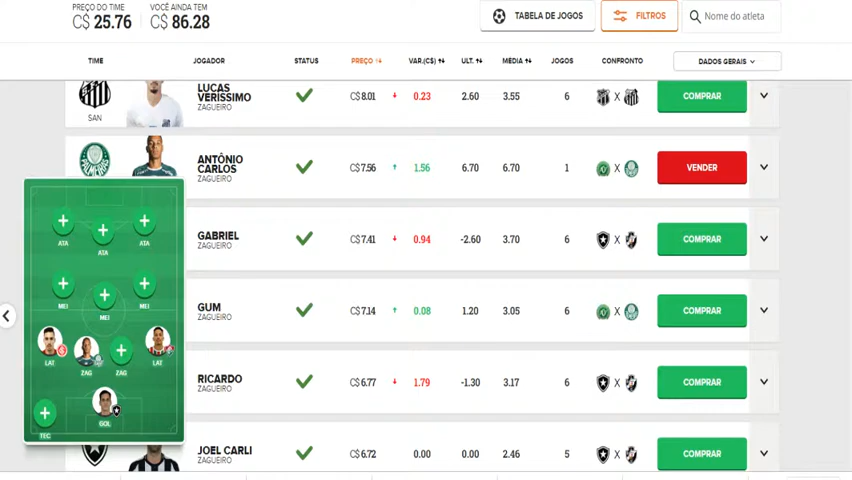 PREÇO DO TIME
C$ 25.76
VOCÊ AINDA TEM
C$ 86.28
TABELA DE JOGOS
FILTROS
Nome do atleta
TIME JOGADOR STATUS PREÇO VAR.(C$) ULT. MÉDIA JOGOS CONFRONTO DADOS GERAIS
SAN
LUCAS
VERÍSSIMO
ZAGUEIRO
C$ 8.01 0.23 2.60 3.55 6 X COMPRAR
ANTÔNIO
CARLOS
ZAGUEIRO
C$ 7.56 1.56 6.70 6.70 1 X VENDER
GABRIEL
ZAGUEIRO
C$ 7.41 0.94 -2.60 3.70 6 X COMPRAR
GUM
ZAGUEIRO
C$ 7.14 0.08 1.20 3.05 6 X COMPRAR
RICARDO
ZAGUEIRO
C$ 6.77 1.79 -1.30 3.17 6 X COMPRAR
JOEL CARLI
ZAGUEIRO
C$ 6.72 0.00 0.00 2.46 5 X COMPRAR
ATA ATA ATA
MEI MEI MEI
LAT ZAG ZAG LAT
GOL
TEC